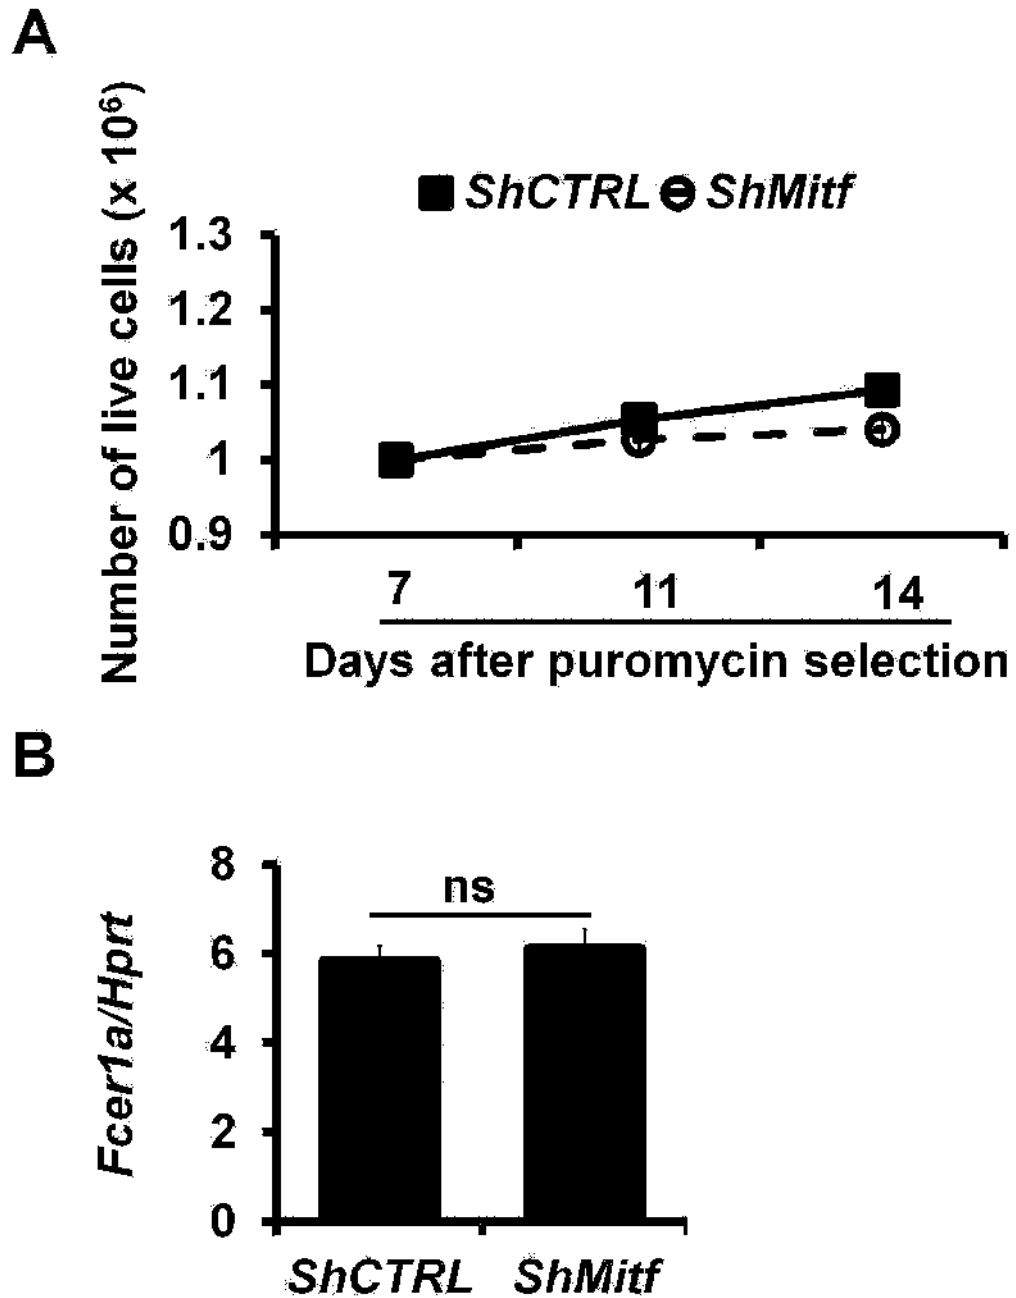 A
Number of live cells (x 10⁶)
ShCTRL ShMitf
1.3
1.2
1.1
1
0.9
7 11 14
Days after puromycin selection
B
Fcer1a/Hprt
8
ns
6
4
2
0
ShCTRL ShMitf